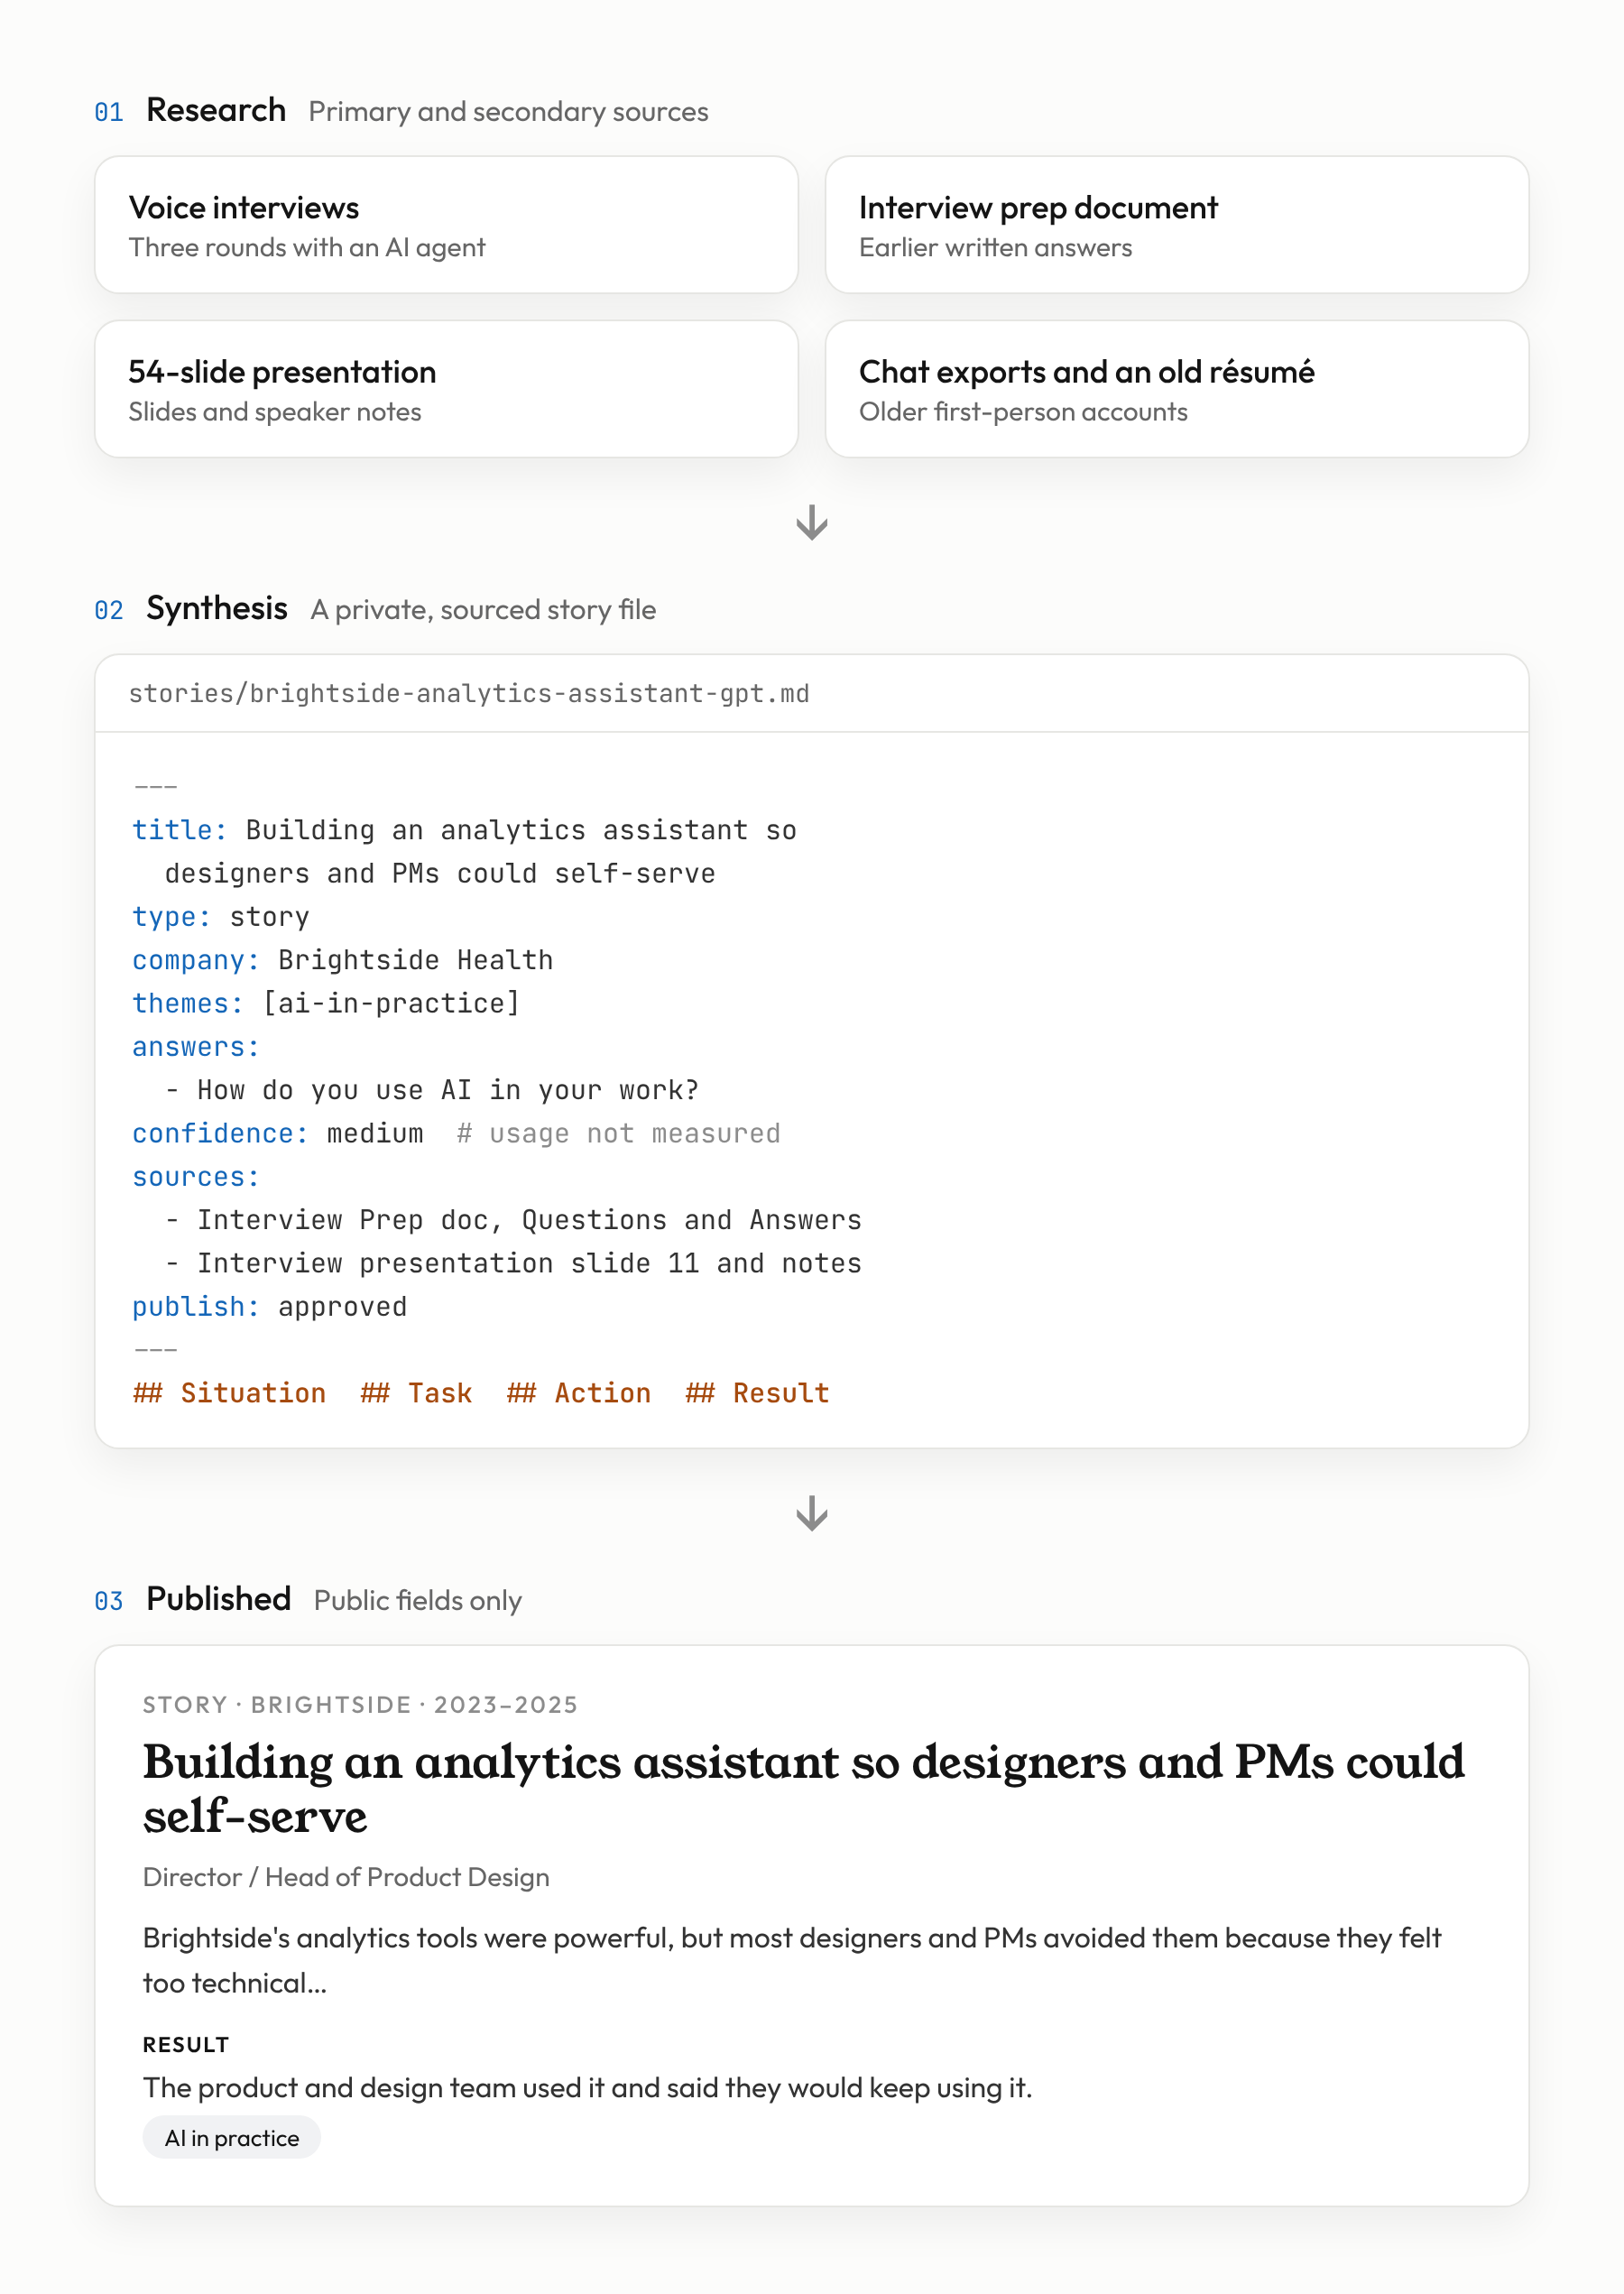 01 Research Primary and secondary sources
Voice interviews
Three rounds with an AI agent
Interview prep document
Earlier written answers
54-slide presentation
Slides and speaker notes
Chat exports and an old résumé
Older first-person accounts
↓
02 Synthesis A private, sourced story file
stories/brightside-analytics-assistant-gpt.md
---
title: Building an analytics assistant so
  designers and PMs could self-serve
type: story
company: Brightside Health
themes: [ai-in-practice]
answers:
  - How do you use AI in your work?
confidence: medium  # usage not measured
sources:
  - Interview Prep doc, Questions and Answers
  - Interview presentation slide 11 and notes
publish: approved
---
## Situation  ## Task  ## Action  ## Result
↓
03 Published Public fields only
STORY · BRIGHTSIDE · 2023–2025
Building an analytics assistant so designers and PMs could
self-serve
Director / Head of Product Design
Brightside's analytics tools were powerful, but most designers and PMs avoided them because they felt
too technical…
RESULT
The product and design team used it and said they would keep using it.
AI in practice